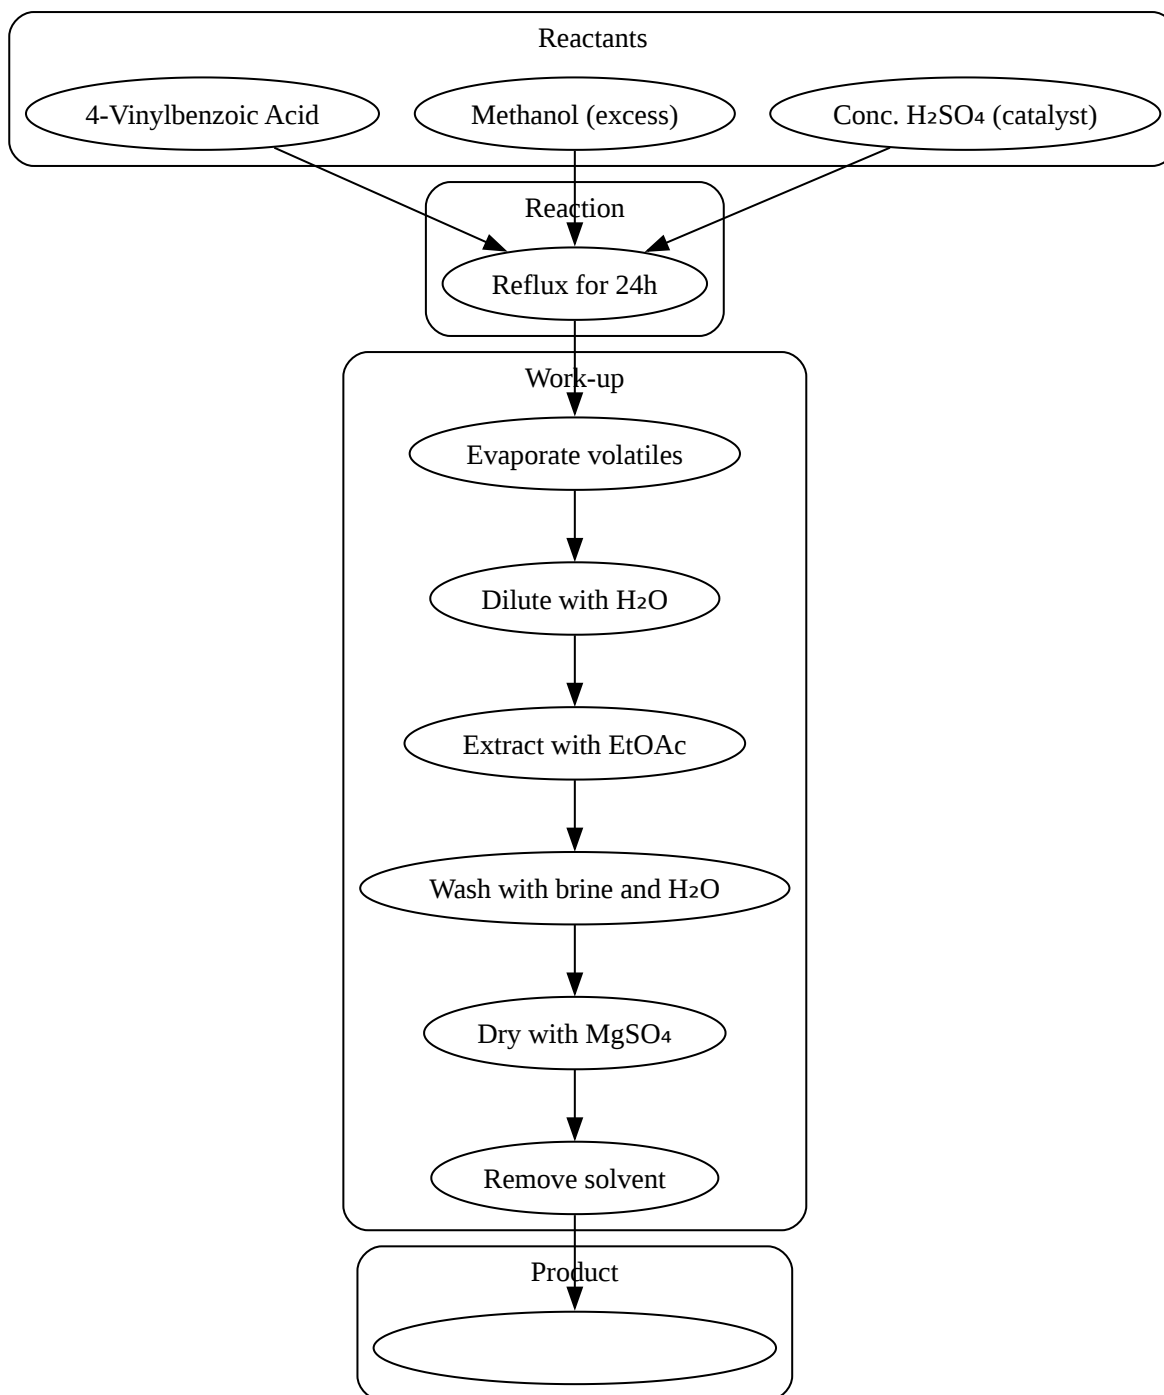 Reactants
4-Vinylbenzoic Acid
Methanol (excess)
Conc. H₂SO₄ (catalyst)
Reaction
Reflux for 24h
Work-up
Evaporate volatiles
Dilute with H₂O
Extract with EtOAc
Wash with brine and H₂O
Dry with MgSO₄
Remove solvent
Product